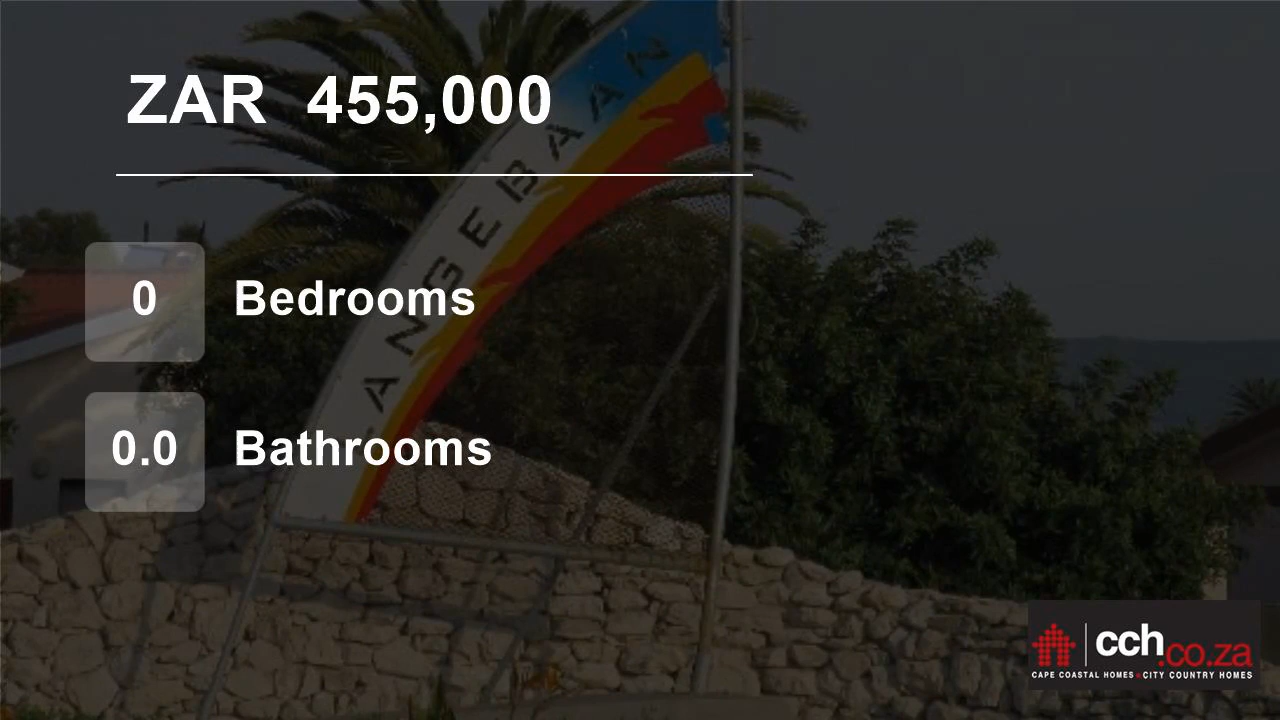 ZAR 455,000
LANGEBAAN
0 Bedrooms
0.0 Bathrooms
cch.co.za
CAPE COASTAL HOMES CITY COUNTRY HOMES